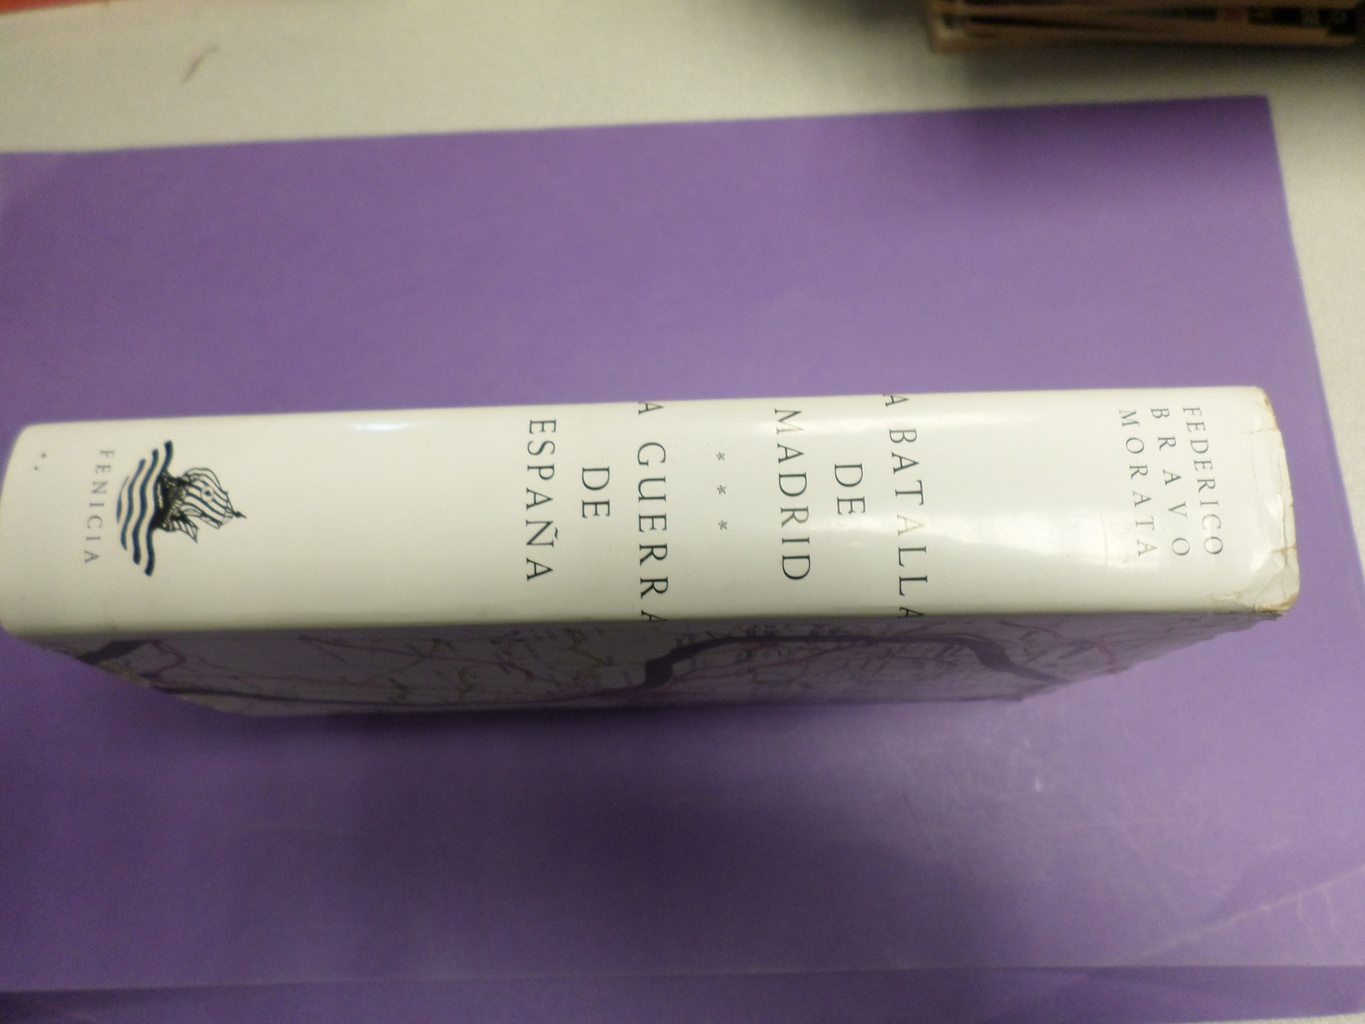 FEDERICO
BRAVO
MORATA
A BATALLA
DE
MADRID
* * *
A GUERRA
DE
ESPAÑA
FENICIA